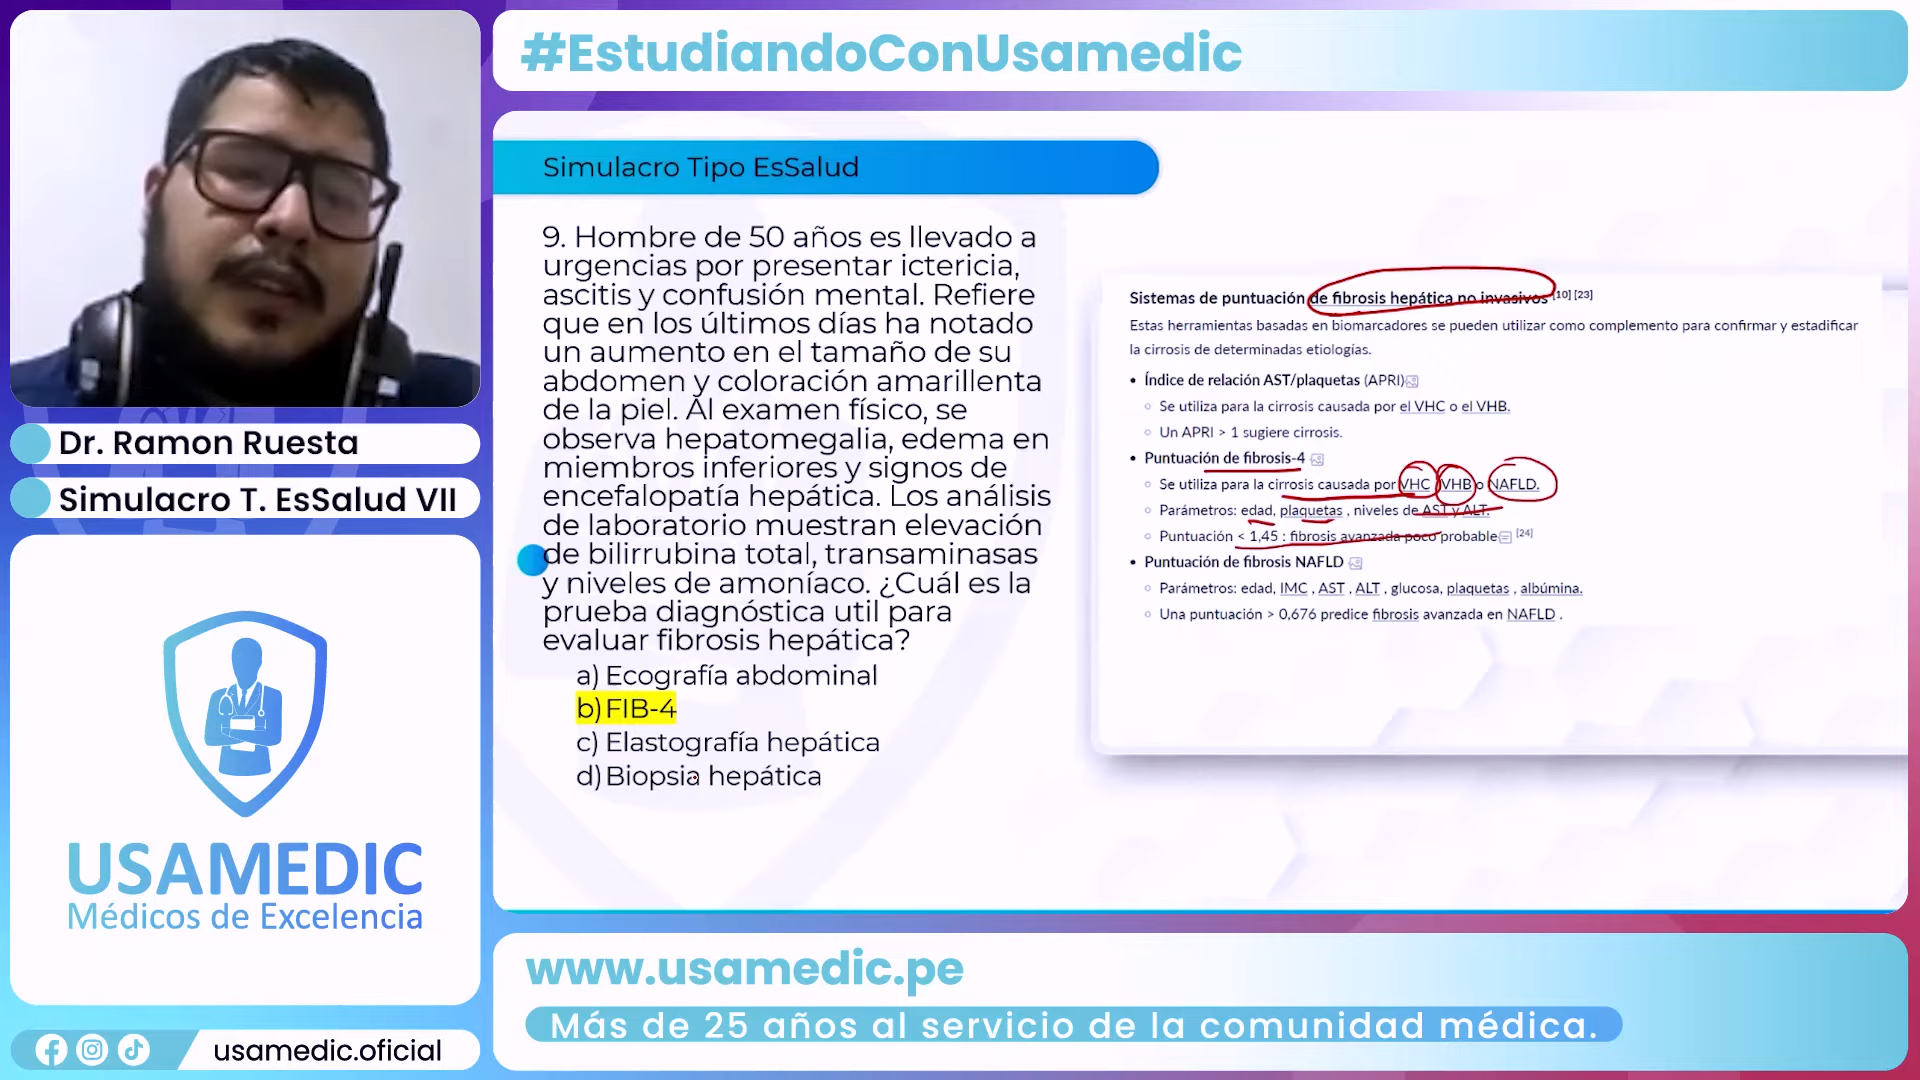 #EstudiandoConUsamedic
Simulacro Tipo EsSalud
9. Hombre de 50 años es llevado a
urgencias por presentar ictericia,
ascitis y confusión mental. Refiere
que en los últimos días ha notado
un aumento en el tamaño de su
abdomen y coloración amarillenta
de la piel. Al examen físico, se
observa hepatomegalia, edema en
miembros inferiores y signos de
encefalopatía hepática. Los análisis
de laboratorio muestran elevación
de bilirrubina total, transaminasas
y niveles de amoníaco. ¿Cuál es la
prueba diagnóstica util para
evaluar fibrosis hepática?
a) Ecografía abdominal
b) FIB-4
c) Elastografía hepática
d) Biopsia hepática
Sistemas de puntuación de fibrosis hepática no invasivos [10] [23]
Estas herramientas basadas en biomarcadores se pueden utilizar como complemento para confirmar y estadificar
la cirrosis de determinadas etiologías.
• Índice de relación AST/plaquetas (APRI)
Se utiliza para la cirrosis causada por el VHC o el VHB.
Un APRI > 1 sugiere cirrosis.
• Puntuación de fibrosis-4
Se utiliza para la cirrosis causada por VHC, VHB o NAFLD.
Parámetros: edad, plaquetas , niveles de AST y ALT.
Puntuación < 1,45 : fibrosis avanzada poco probable [24]
• Puntuación de fibrosis NAFLD
Parámetros: edad, IMC , AST , ALT , glucosa, plaquetas , albúmina.
Una puntuación > 0,676 predice fibrosis avanzada en NAFLD .
Dr. Ramon Ruesta
Simulacro T. EsSalud VII
USAMEDIC
Médicos de Excelencia
usamedic.oficial
www.usamedic.pe
Más de 25 años al servicio de la comunidad médica.